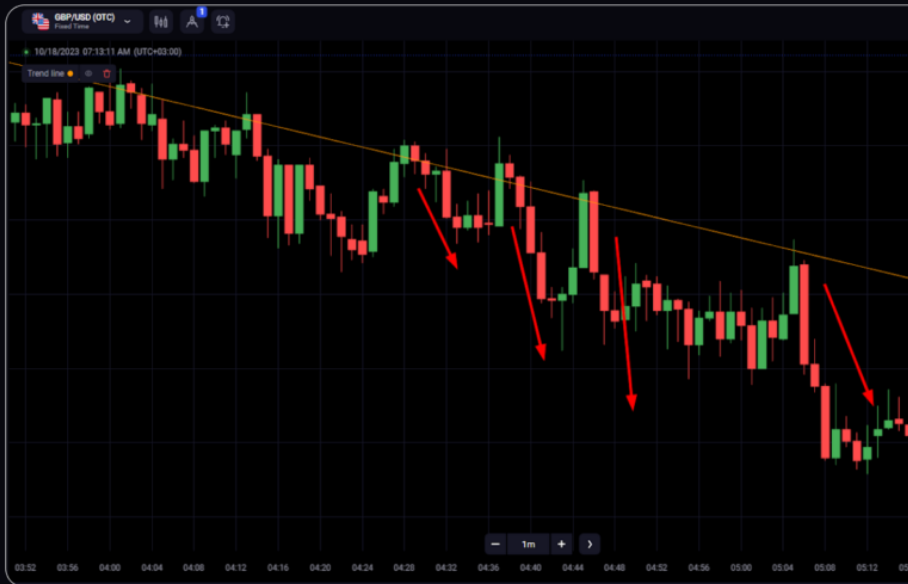 GBP/USD (OTC)
Fixed Time
1
10/18/2023 07:13:11 AM (UTC+03:00)
Trend line
1m
03:52 03:56 04:00 04:04 04:08 04:12 04:16 04:20 04:24 04:28 04:32 04:36 04:40 04:44 04:48 04:52 04:56 05:00 05:04 05:08 05:12